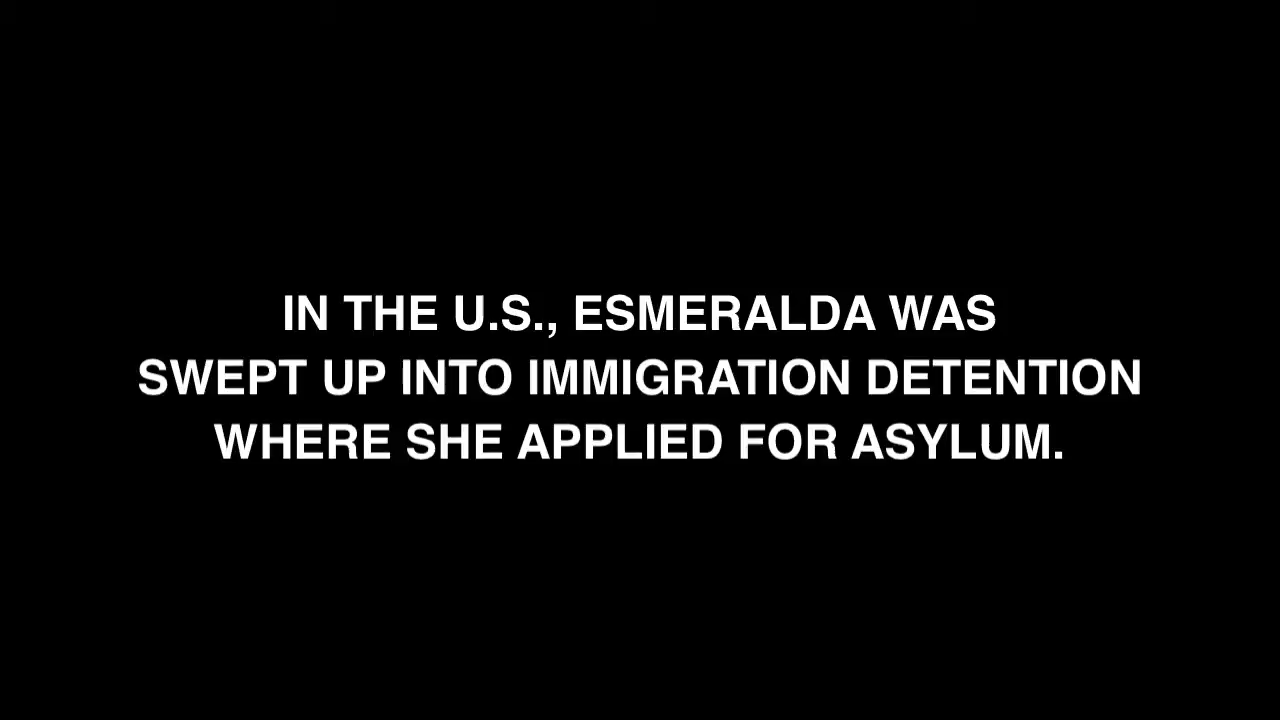 IN THE U.S., ESMERALDA WAS
SWEPT UP INTO IMMIGRATION DETENTION
WHERE SHE APPLIED FOR ASYLUM.